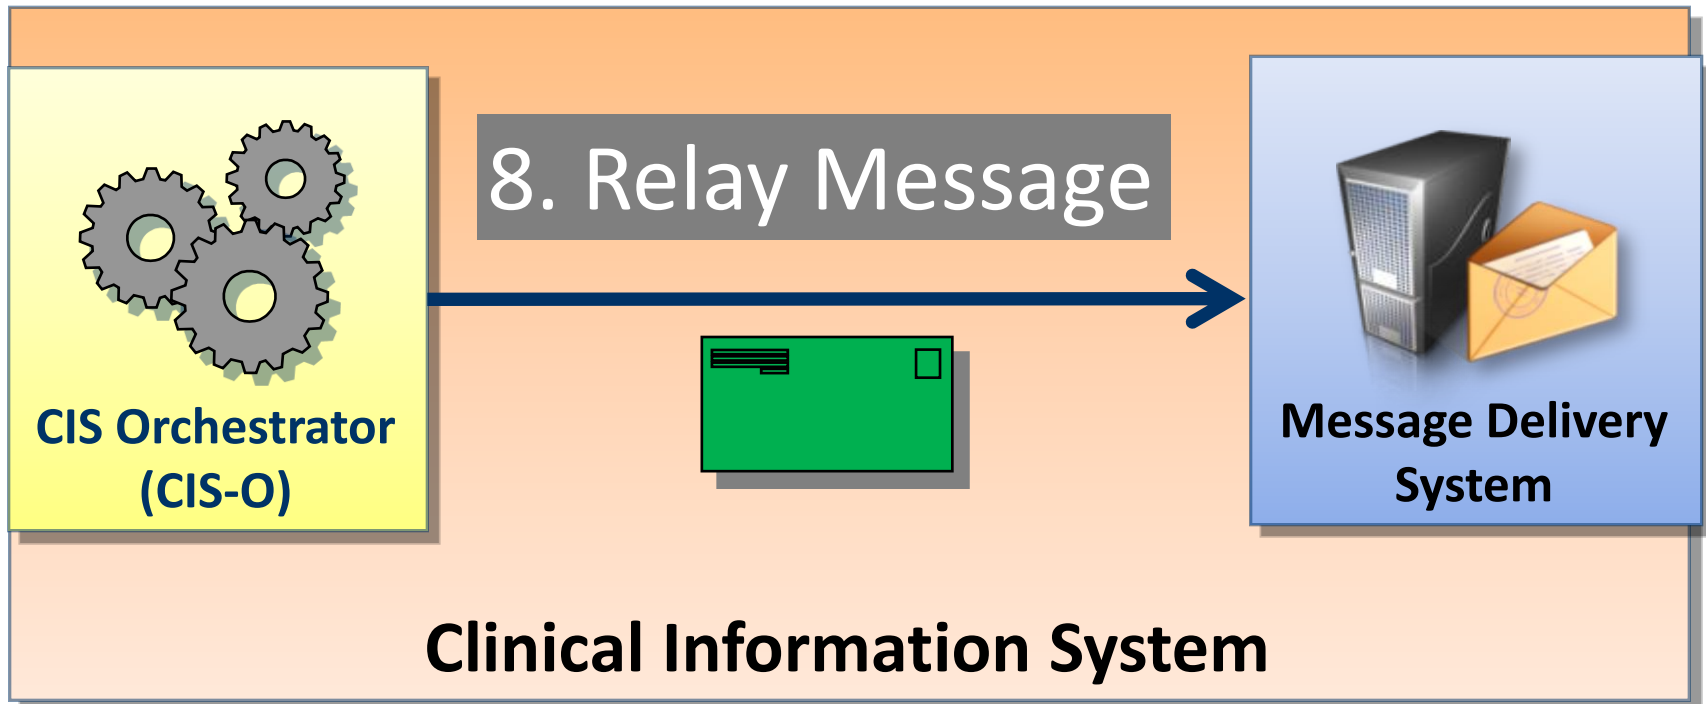 8. Relay Message
CIS Orchestrator
(CIS-O)
Message Delivery
System
Clinical Information System